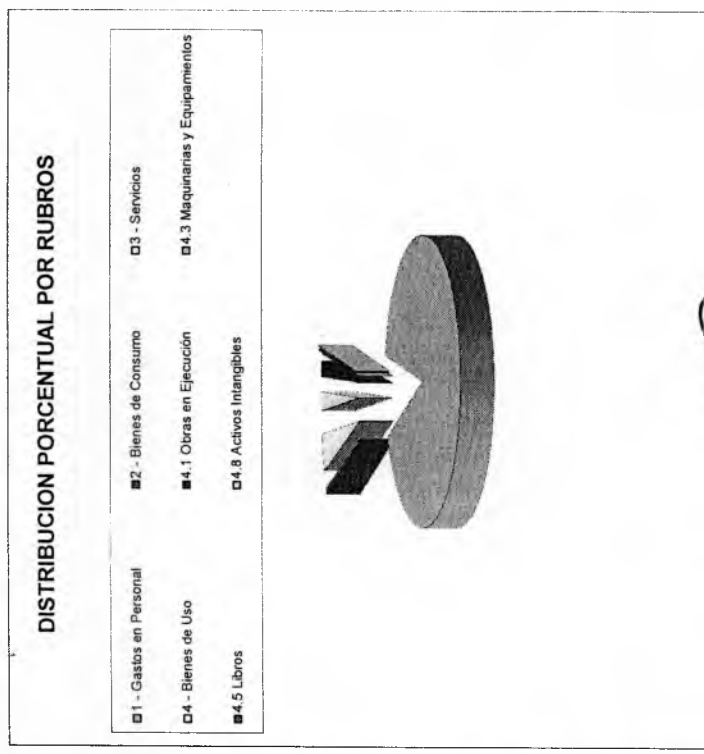 DISTRIBUCION PORCENTUAL POR RUBROS
1 - Gastos en Personal 2 - Bienes de Consumo 3 - Servicios
4 - Bienes de Uso 4.1 Obras en Ejecución 4.3 Maquinarias y Equipamientos
4.5 Libros 4.8 Activos Intangibles